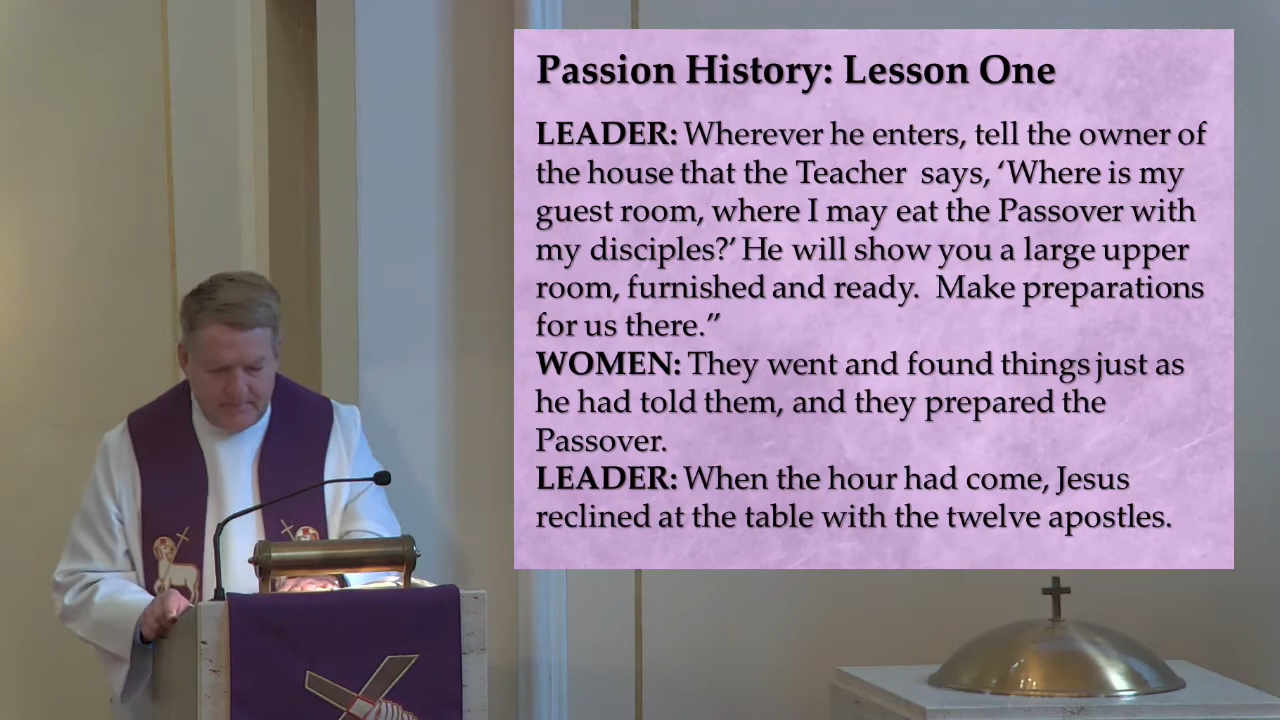 Passion History: Lesson One
LEADER: Wherever he enters, tell the owner of
the house that the Teacher  says, ‘Where is my
guest room, where I may eat the Passover with
my disciples?’ He will show you a large upper
room, furnished and ready.  Make preparations
for us there.”
WOMEN: They went and found things just as
he had told them, and they prepared the
Passover.
LEADER: When the hour had come, Jesus
reclined at the table with the twelve apostles.